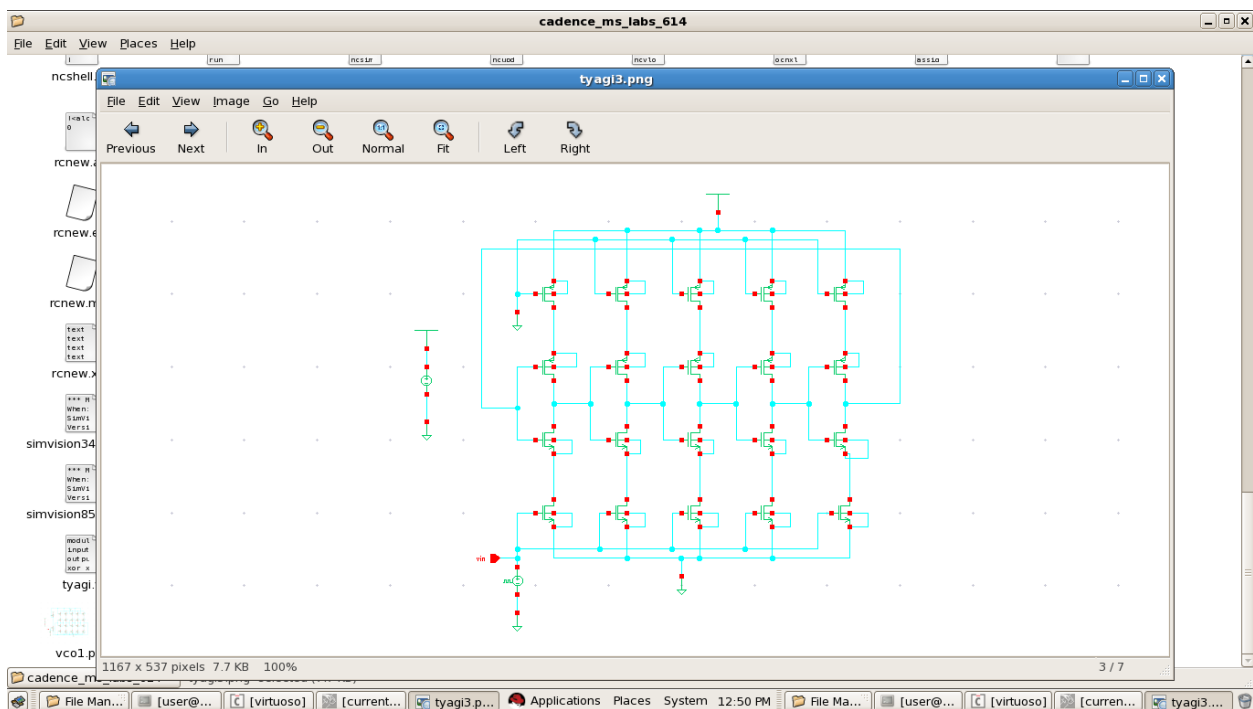 cadence_ms_labs_614
File Edit View Places Help
run ncsim ncuod ncvlo ocnxl assia
ncshell.
tyagi3.png
File Edit View Image Go Help
Previous Next In Out Normal Fit Left Right
rcnew.
rcnew.e
rcnew.m
text
text
text
text
rcnew.x
*** M
When:
SimVi
Versi
simvision34
*** M
When:
SimVi
Versi
simvision85
modul
input
outpu
xor x
tyagi.
vin
vco1.p
1167 x 537 pixels 7.7 KB 100% 3 / 7
cadence_m
File Man... [user@... [virtuoso] [current... tyagi3.p... Applications Places System 12:50 PM File Ma... [user@... [virtuoso] [curren... tyagi3....